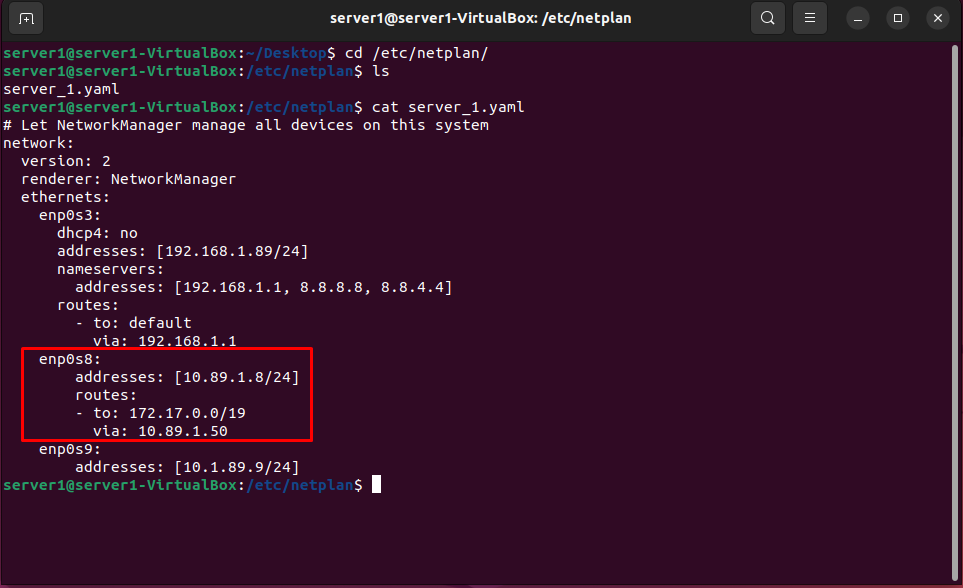 server1@server1-VirtualBox: /etc/netplan
server1@server1-VirtualBox:~/Desktop$ cd /etc/netplan/
server1@server1-VirtualBox:/etc/netplan$ ls
server_1.yaml
server1@server1-VirtualBox:/etc/netplan$ cat server_1.yaml
# Let NetworkManager manage all devices on this system
network:
  version: 2
  renderer: NetworkManager
  ethernets:
    enp0s3:
      dhcp4: no
      addresses: [192.168.1.89/24]
      nameservers:
        addresses: [192.168.1.1, 8.8.8.8, 8.8.4.4]
      routes:
        - to: default
          via: 192.168.1.1
    enp0s8:
        addresses: [10.89.1.8/24]
        routes:
        - to: 172.17.0.0/19
          via: 10.89.1.50
    enp0s9:
        addresses: [10.1.89.9/24]
server1@server1-VirtualBox:/etc/netplan$